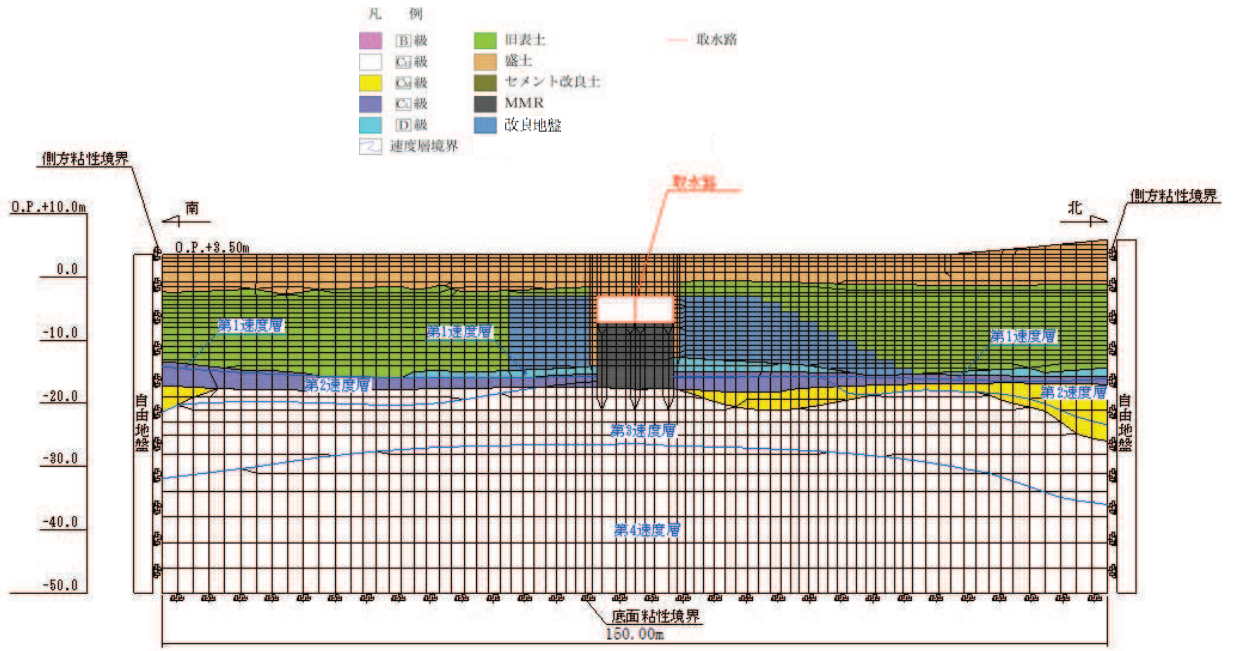 凡 例
B級
旧表土
取水路
CH級
盛土
CM級
セメント改良土
CL級
MMR
D級
改良地盤
速度層境界
側方粘性境界
取水路
側方粘性境界
O.P.+10.0m
南
北
O.P.+3.50m
0.0
-10.0
第1速度層
第1速度層
第1速度層
第2速度層
第2速度層
-20.0
自由地盤
自由地盤
第3速度層
-30.0
-40.0
第4速度層
-50.0
底面粘性境界
150.00m